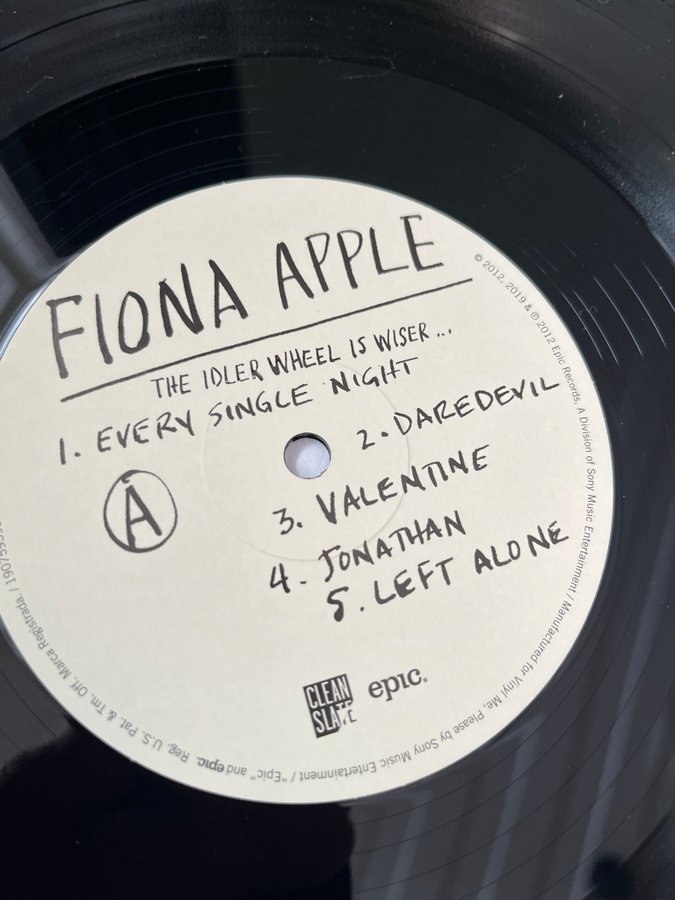 FIONA APPLE
THE IDLER WHEEL IS WISER...
1. EVERY SINGLE NIGHT
2. DAREDEVIL
A
3. VALENTINE
4. JONATHAN
5. LEFT ALONE
CLEAN
SLATE
epic.
© 2012, 2019 & ℗ 2012 Epic Records, A Division of Sony Music Entertainment / Manufactured for Vinyl Me, Please by Sony Music Entertainment / "Epic" and epic. Reg. U.S. Pat. & Tm. Off. Marca Registrada. /